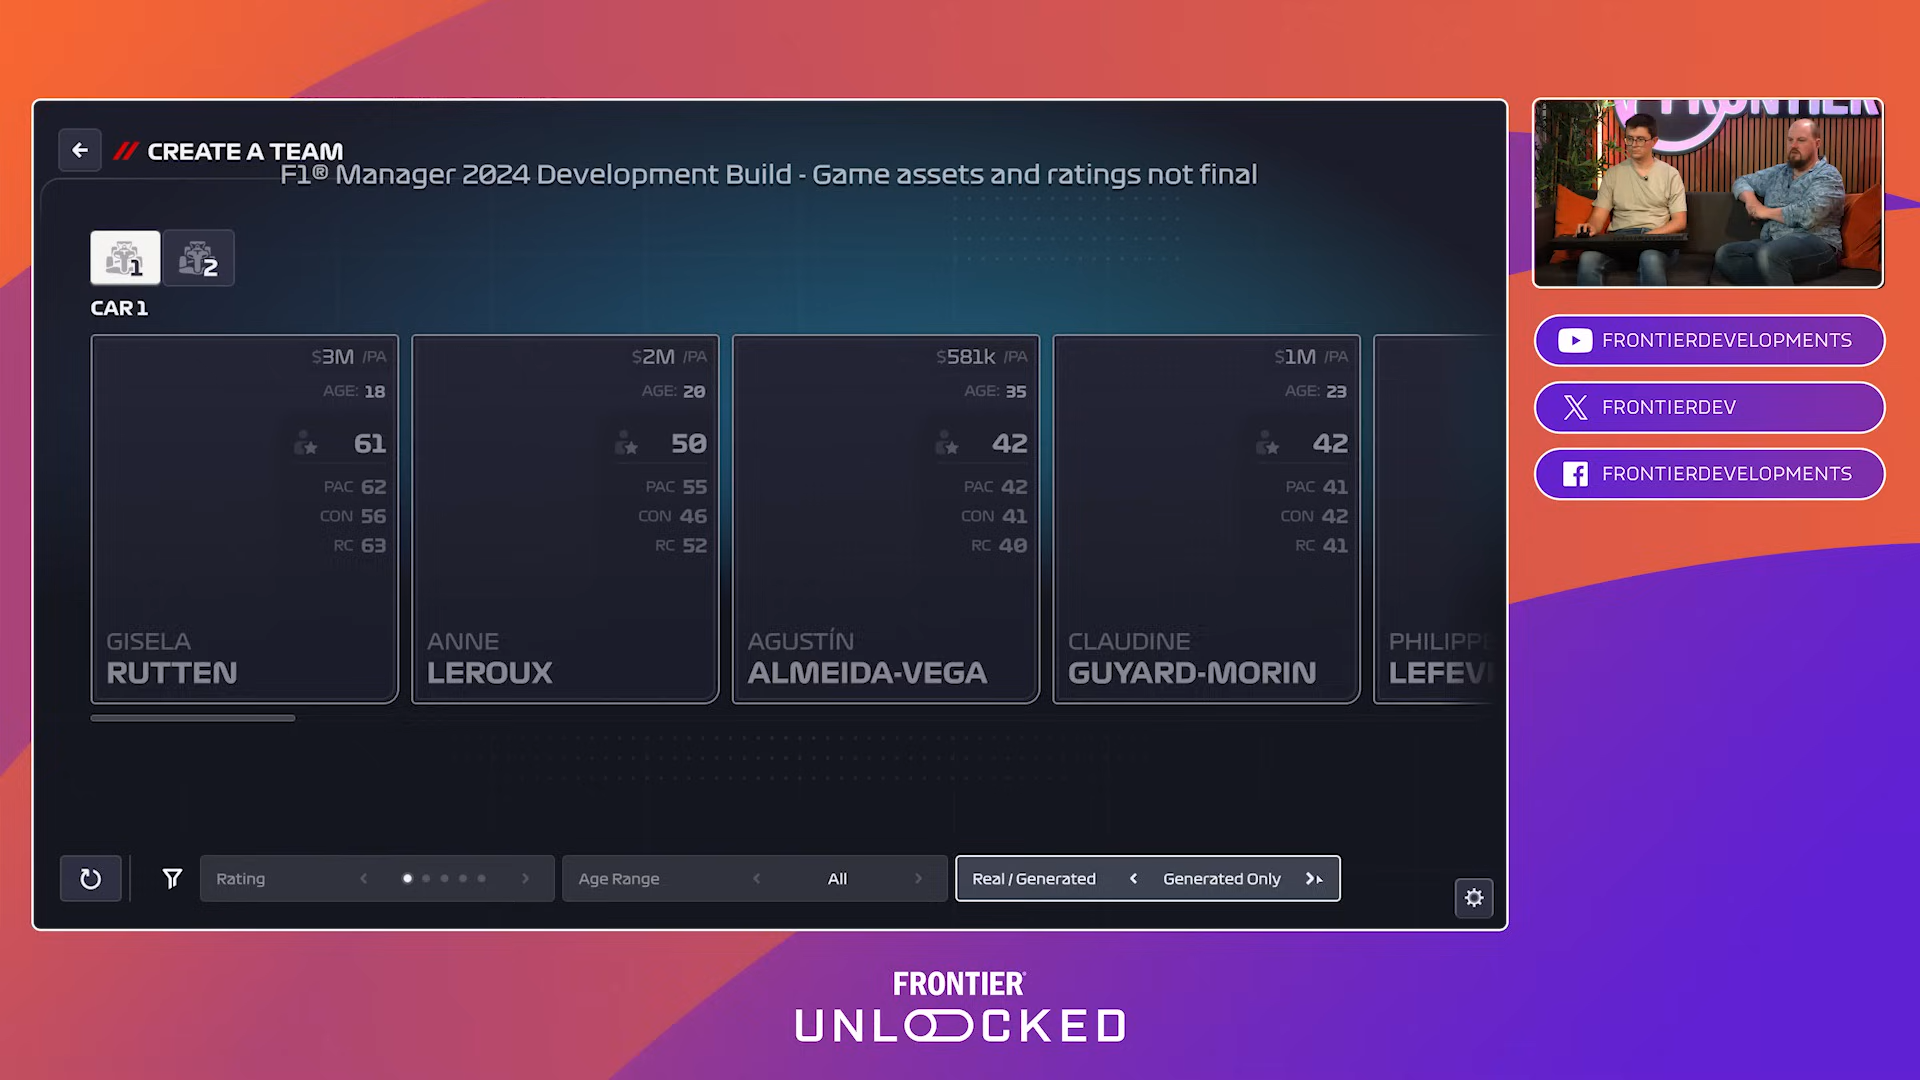 CREATE A TEAM
F1® Manager 2024 Development Build - Game assets and ratings not final
1
2
CAR 1
$3M /PA
AGE: 18
61
PAC 62
CON 56
RC 63
GISELA
RUTTEN
$2M /PA
AGE: 20
50
PAC 55
CON 46
RC 52
ANNE
LEROUX
$581k /PA
AGE: 35
42
PAC 42
CON 41
RC 40
AGUSTÍN
ALMEIDA-VEGA
$1M /PA
AGE: 23
42
PAC 41
CON 42
RC 41
CLAUDINE
GUYARD-MORIN
PHILIPPE
LEFEV
Rating
Age Range
All
Real / Generated
Generated Only
FRONTIER
FRONTIERDEVELOPMENTS
FRONTIERDEV
FRONTIERDEVELOPMENTS
FRONTIER
UNLOCKED